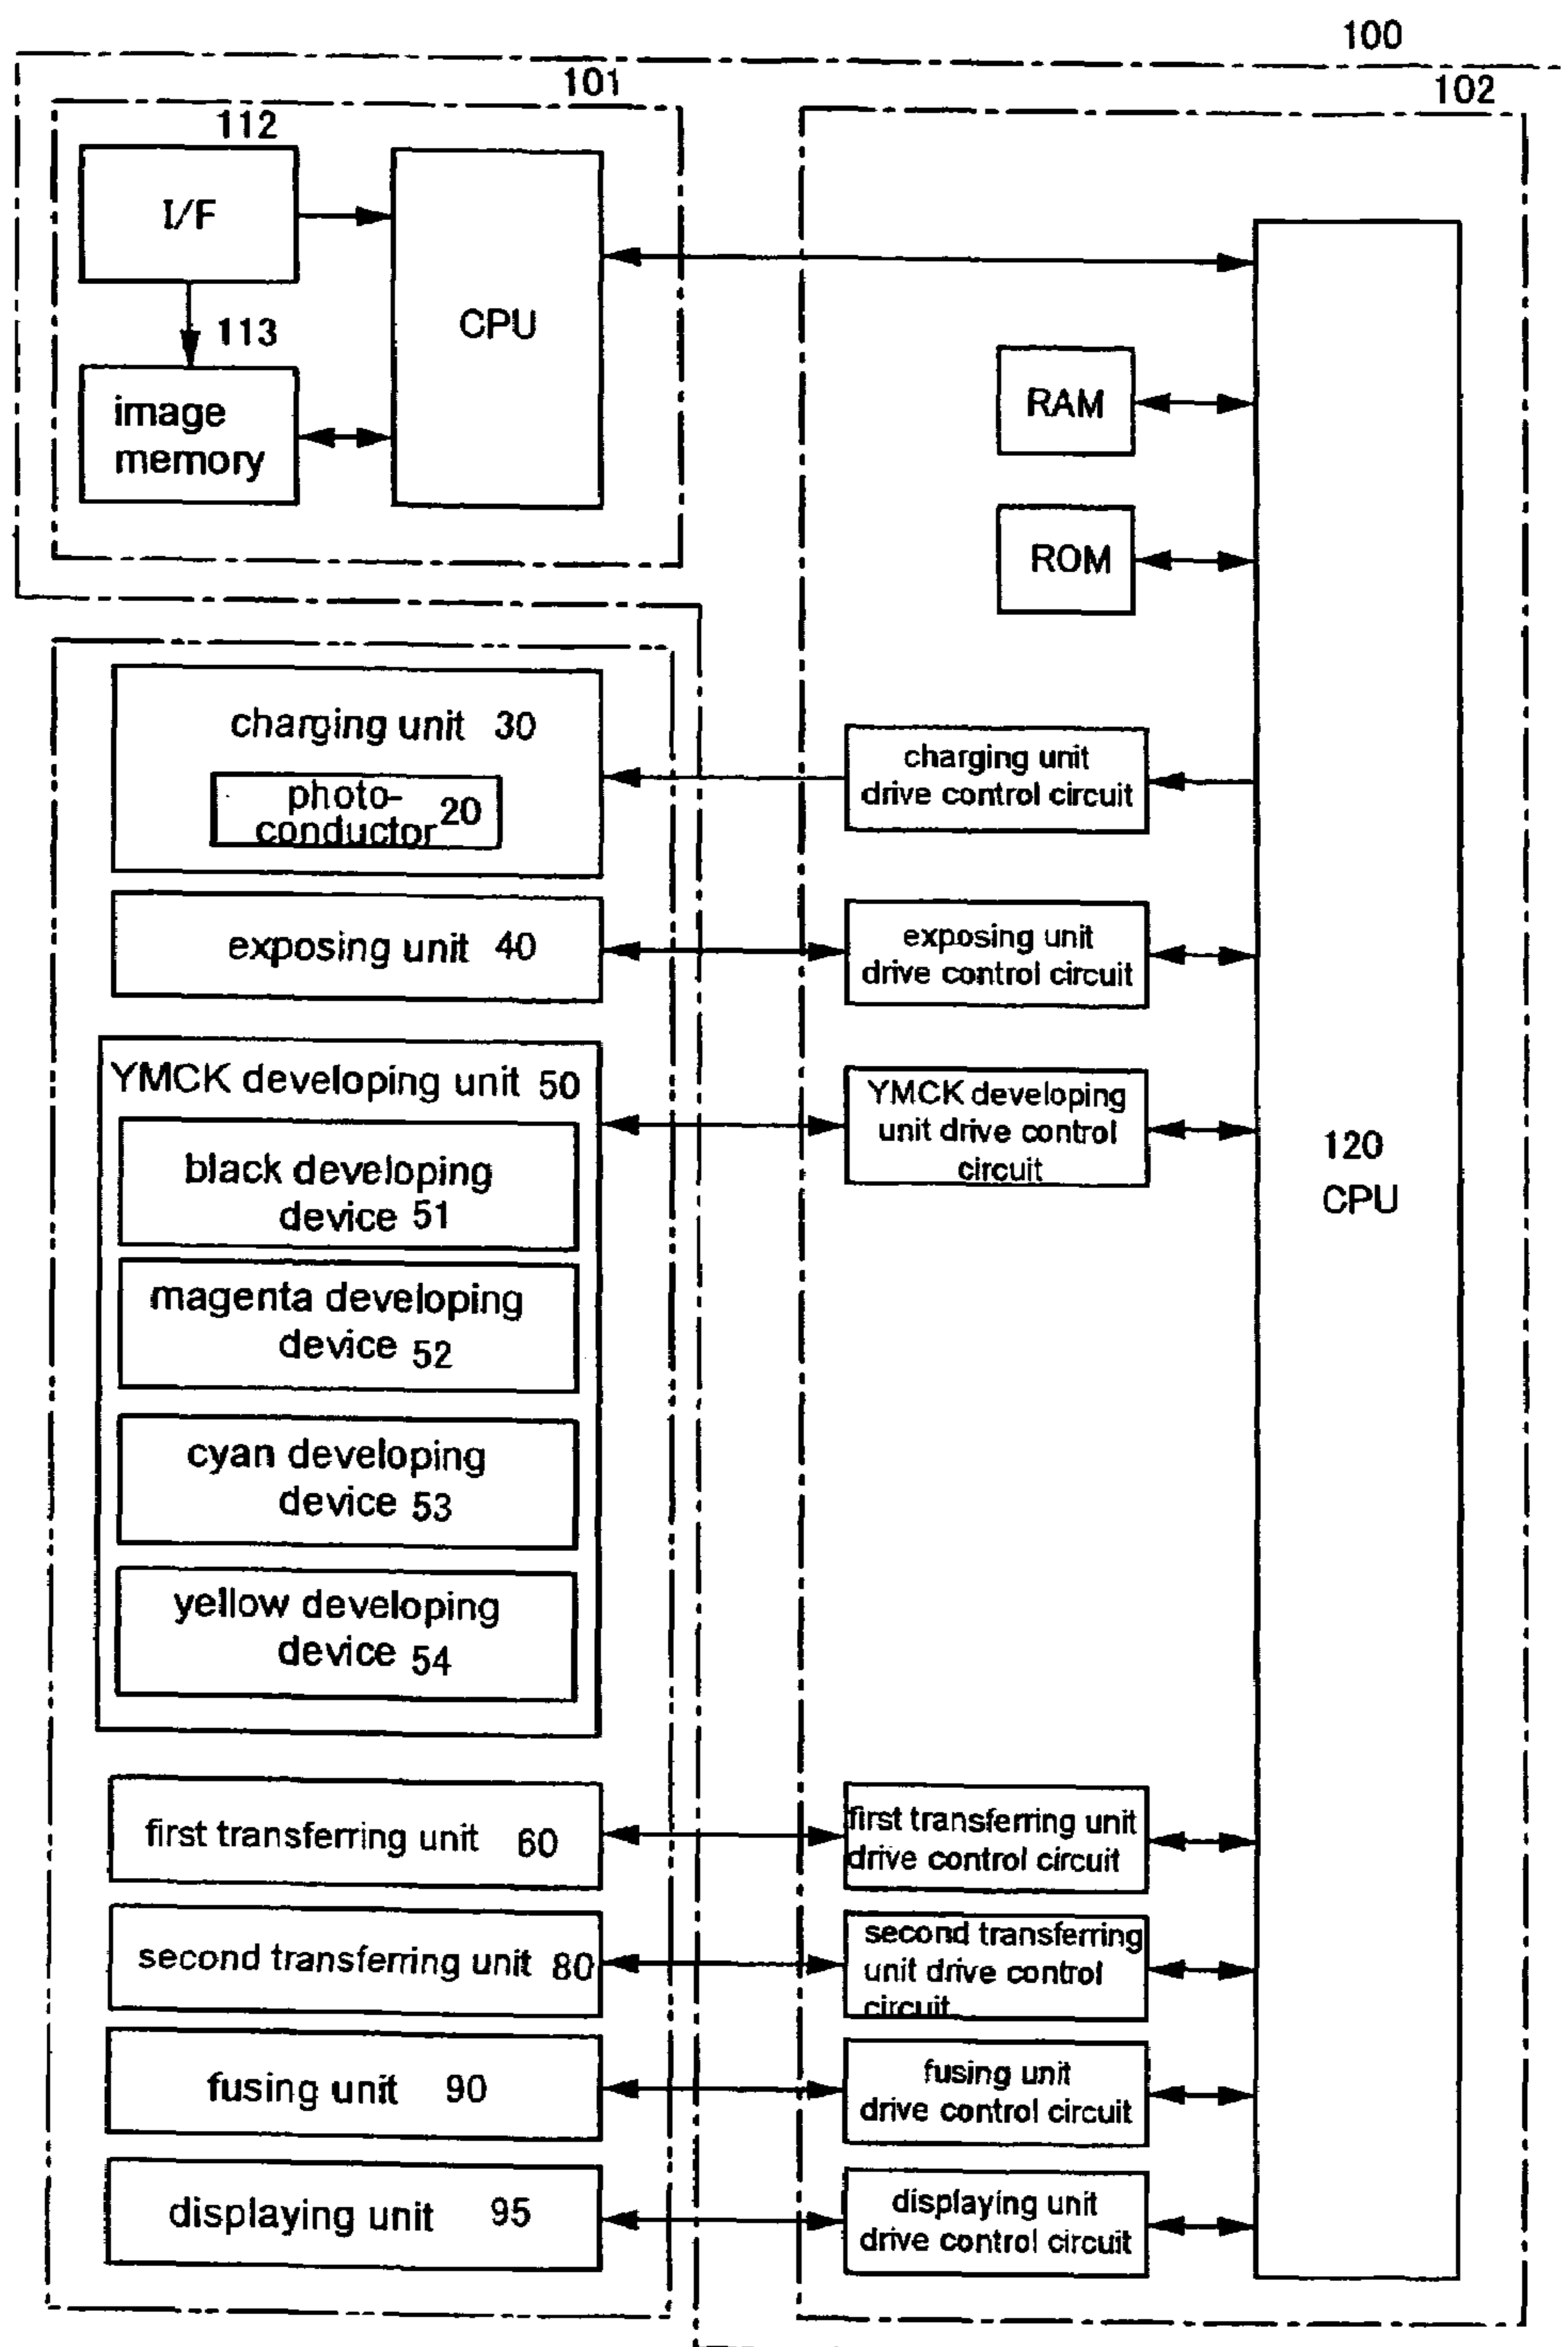 100
101
102
112
I/F
CPU
113
image
memory
RAM
ROM
charging unit 30
photo-
conductor 20
charging unit
drive control circuit
exposing unit 40
exposing unit
drive control circuit
YMCK developing unit 50
black developing
device 51
magenta developing
device 52
cyan developing
device 53
yellow developing
device 54
YMCK developing
unit drive control
circuit
120
CPU
first transferring unit 60
first transferring unit
drive control circuit
second transferring unit 80
second transferring
unit drive control
circuit
fusing unit 90
fusing unit
drive control circuit
displaying unit 95
displaying unit
drive control circuit